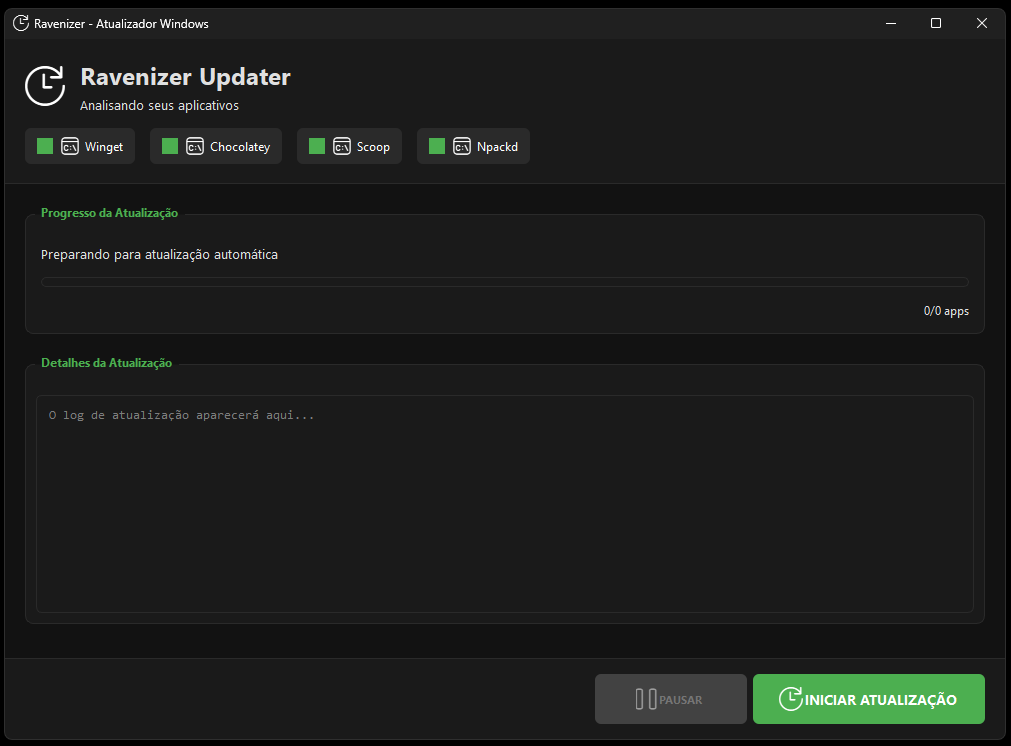 Ravenizer - Atualizador Windows
Ravenizer Updater
Analisando seus aplicativos
C:\ Winget C:\ Chocolatey C:\ Scoop C:\ Npackd
Progresso da Atualização
Preparando para atualização automática
0/0 apps
Detalhes da Atualização
O log de atualização aparecerá aqui...
PAUSAR INICIAR ATUALIZAÇÃO